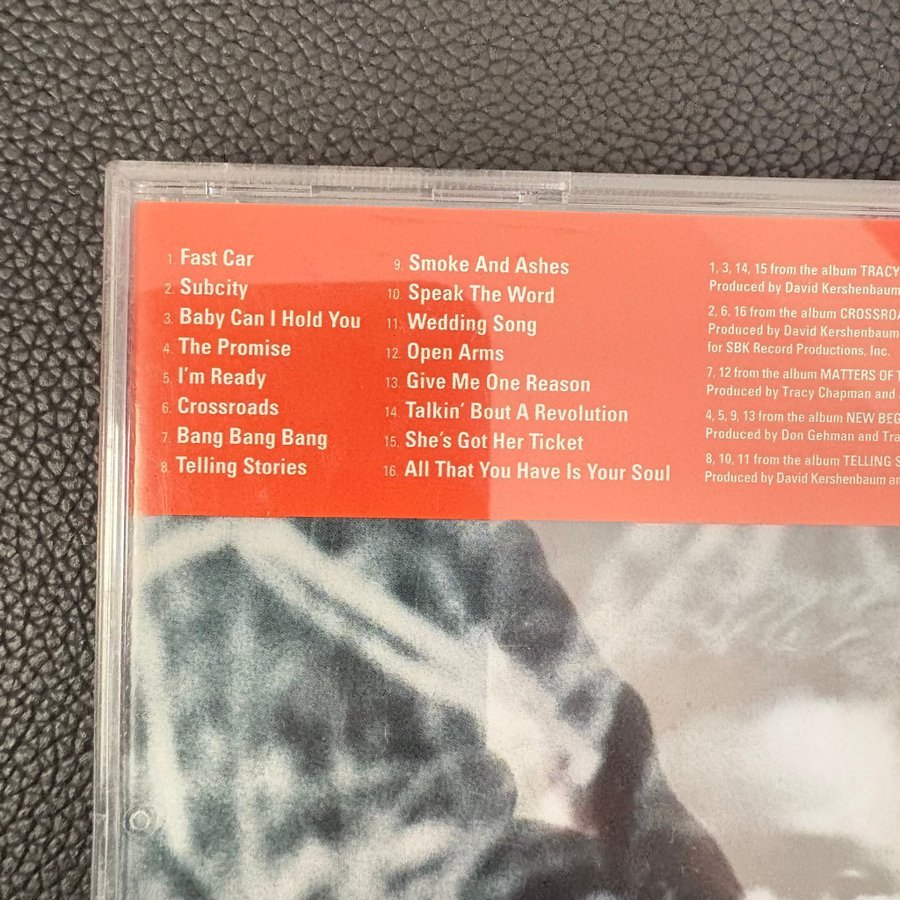 1. Fast Car
2. Subcity
3. Baby Can I Hold You
4. The Promise
5. I'm Ready
6. Crossroads
7. Bang Bang Bang
8. Telling Stories
9. Smoke And Ashes
10. Speak The Word
11. Wedding Song
12. Open Arms
13. Give Me One Reason
14. Talkin' Bout A Revolution
15. She's Got Her Ticket
16. All That You Have Is Your Soul
1, 3, 14, 15 from the album TRACY
Produced by David Kershenbaum
2, 6. 16 from the album
Produced by David Kershenbaum
for SBK Record Productions, Inc.
7, 12 from the album MATTERS OF
Produced by Tracy Chapman and
4, 5, 9, 13 from the album NEW
Produced by Don Gehman and
8, 10, 11 from the album TELLING
Produced by David Kershenbaum